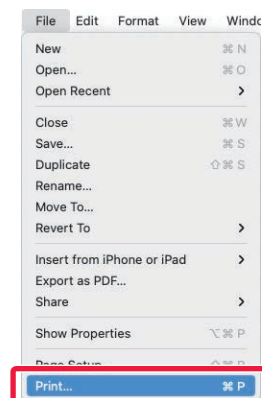 File Edit Format View
New ⌘ N
Open... ⌘ O
Open Recent >
Close ⌘ W
Save... ⌘ S
Duplicate ⇧ ⌘ S
Rename...
Move To...
Revert To >
Insert from iPhone or iPad >
Export as PDF...
Share >
Show Properties ⌥ ⌘ P
Page Setup ⇧ ⌘ P
Print... ⌘ P